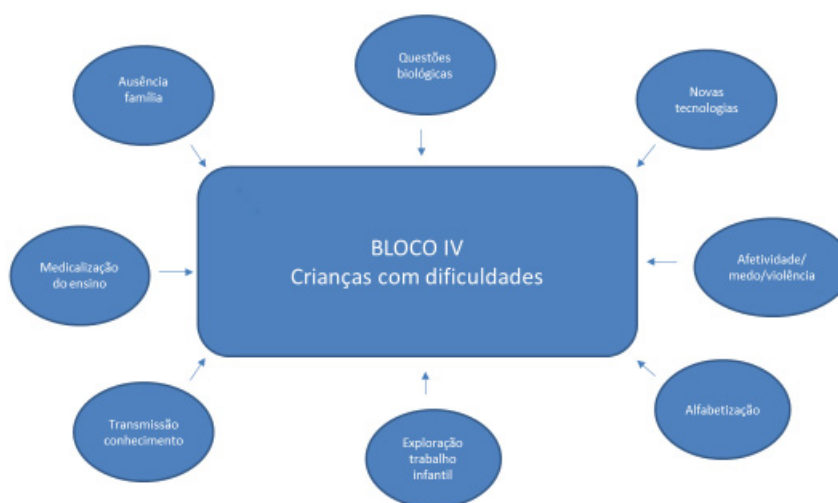 Questões
biológicas
Ausência
família
Novas
tecnologias
BLOCO IV
Crianças com dificuldades
Medicalização
do ensino
Afetividade/
medo/violência
Transmissão
conhecimento
Alfabetização
Exploração
trabalho
infantil